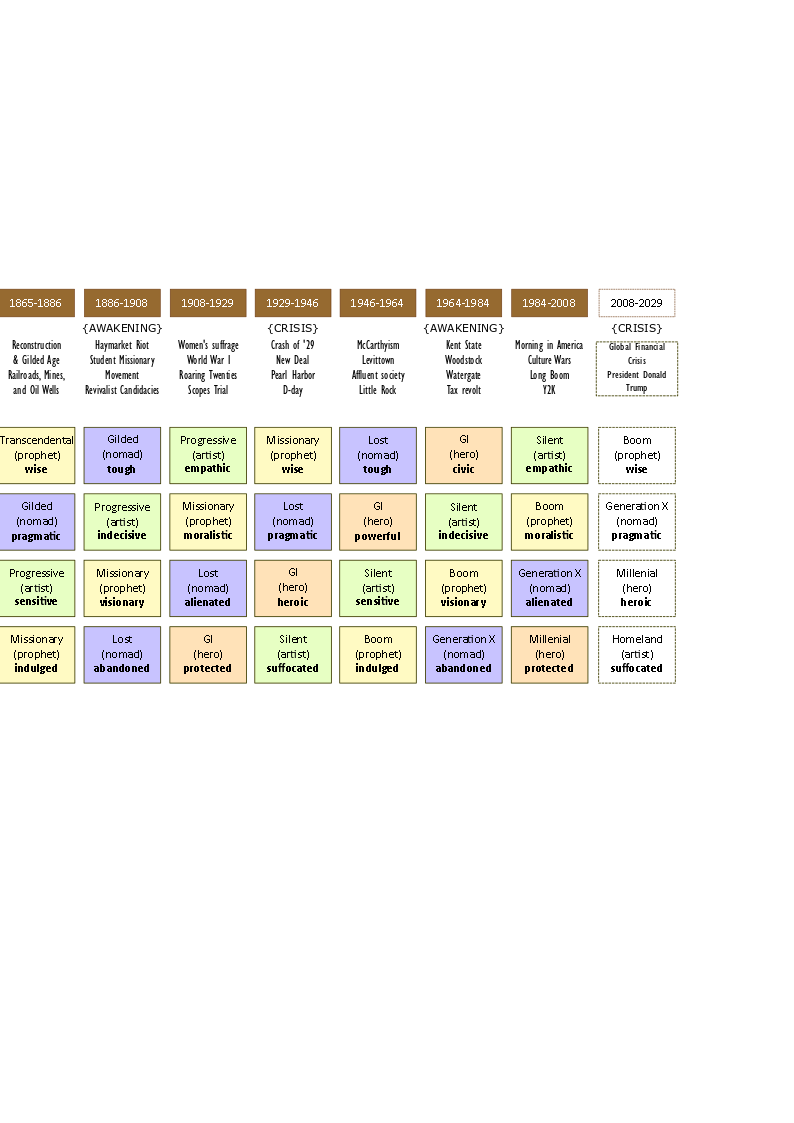 1865-1886
1886-1908
1908-1929
1929-1946
1946-1964
1964-1984
1984-2008
2008-2029
{AWAKENING}
{CRISIS}
{AWAKENING}
{CRISIS}
Reconstruction
& Gilded Age
Railroads, Mines,
and Oil Wells
Haymarket Riot
Student Missionary
Movement
Revivalist Candidacies
Women's suffrage
World War I
Roaring Twenties
Scopes Trial
Crash of '29
New Deal
Pearl Harbor
D-day
McCarthyism
Levittown
Affluent society
Little Rock
Kent State
Woodstock
Watergate
Tax revolt
Morning in America
Culture Wars
Long Boom
Y2K
Global Financial
Crisis
President Donald
Trump
Transcendental
(prophet)
wise
Gilded
(nomad)
tough
Progressive
(artist)
empathic
Missionary
(prophet)
wise
Lost
(nomad)
tough
GI
(hero)
civic
Silent
(artist)
empathic
Boom
(prophet)
wise
Gilded
(nomad)
pragmatic
Progressive
(artist)
indecisive
Missionary
(prophet)
moralistic
Lost
(nomad)
pragmatic
GI
(hero)
powerful
Silent
(artist)
indecisive
Boom
(prophet)
moralistic
Generation X
(nomad)
pragmatic
Progressive
(artist)
sensitive
Missionary
(prophet)
visionary
Lost
(nomad)
alienated
GI
(hero)
heroic
Silent
(artist)
sensitive
Boom
(prophet)
visionary
Generation X
(nomad)
alienated
Millenial
(hero)
heroic
Missionary
(prophet)
indulged
Lost
(nomad)
abandoned
GI
(hero)
protected
Silent
(artist)
suffocated
Boom
(prophet)
indulged
Generation X
(nomad)
abandoned
Millenial
(hero)
protected
Homeland
(artist)
suffocated